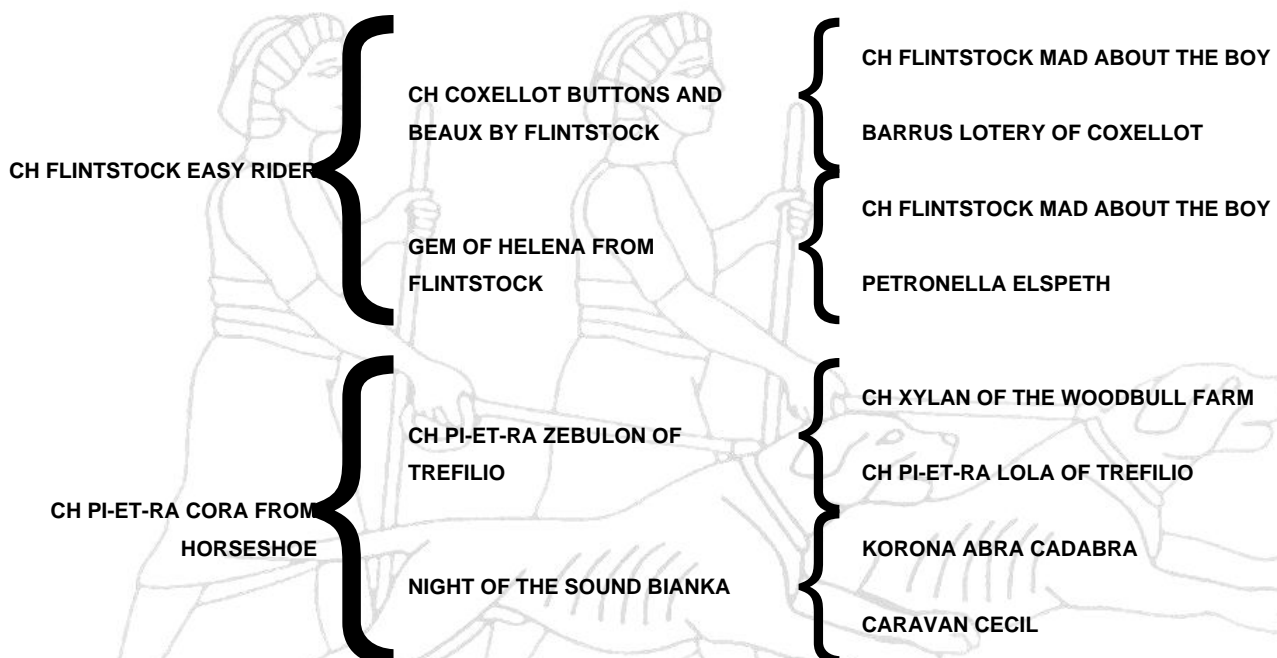 CH FLINTSTOCK EASY RIDER
CH COXELLOT BUTTONS AND
BEAUX BY FLINTSTOCK
CH FLINTSTOCK MAD ABOUT THE BOY
BARRUS LOTERY OF COXELLOT
GEM OF HELENA FROM
FLINTSTOCK
CH FLINTSTOCK MAD ABOUT THE BOY
PETRONELLA ELSPETH
CH PI-ET-RA CORA FROM
HORSESHOE
CH PI-ET-RA ZEBULON OF
TREFILIO
CH XYLAN OF THE WOODBULL FARM
CH PI-ET-RA LOLA OF TREFILIO
NIGHT OF THE SOUND BIANKA
KORONA ABRA CADABRA
CARAVAN CECIL